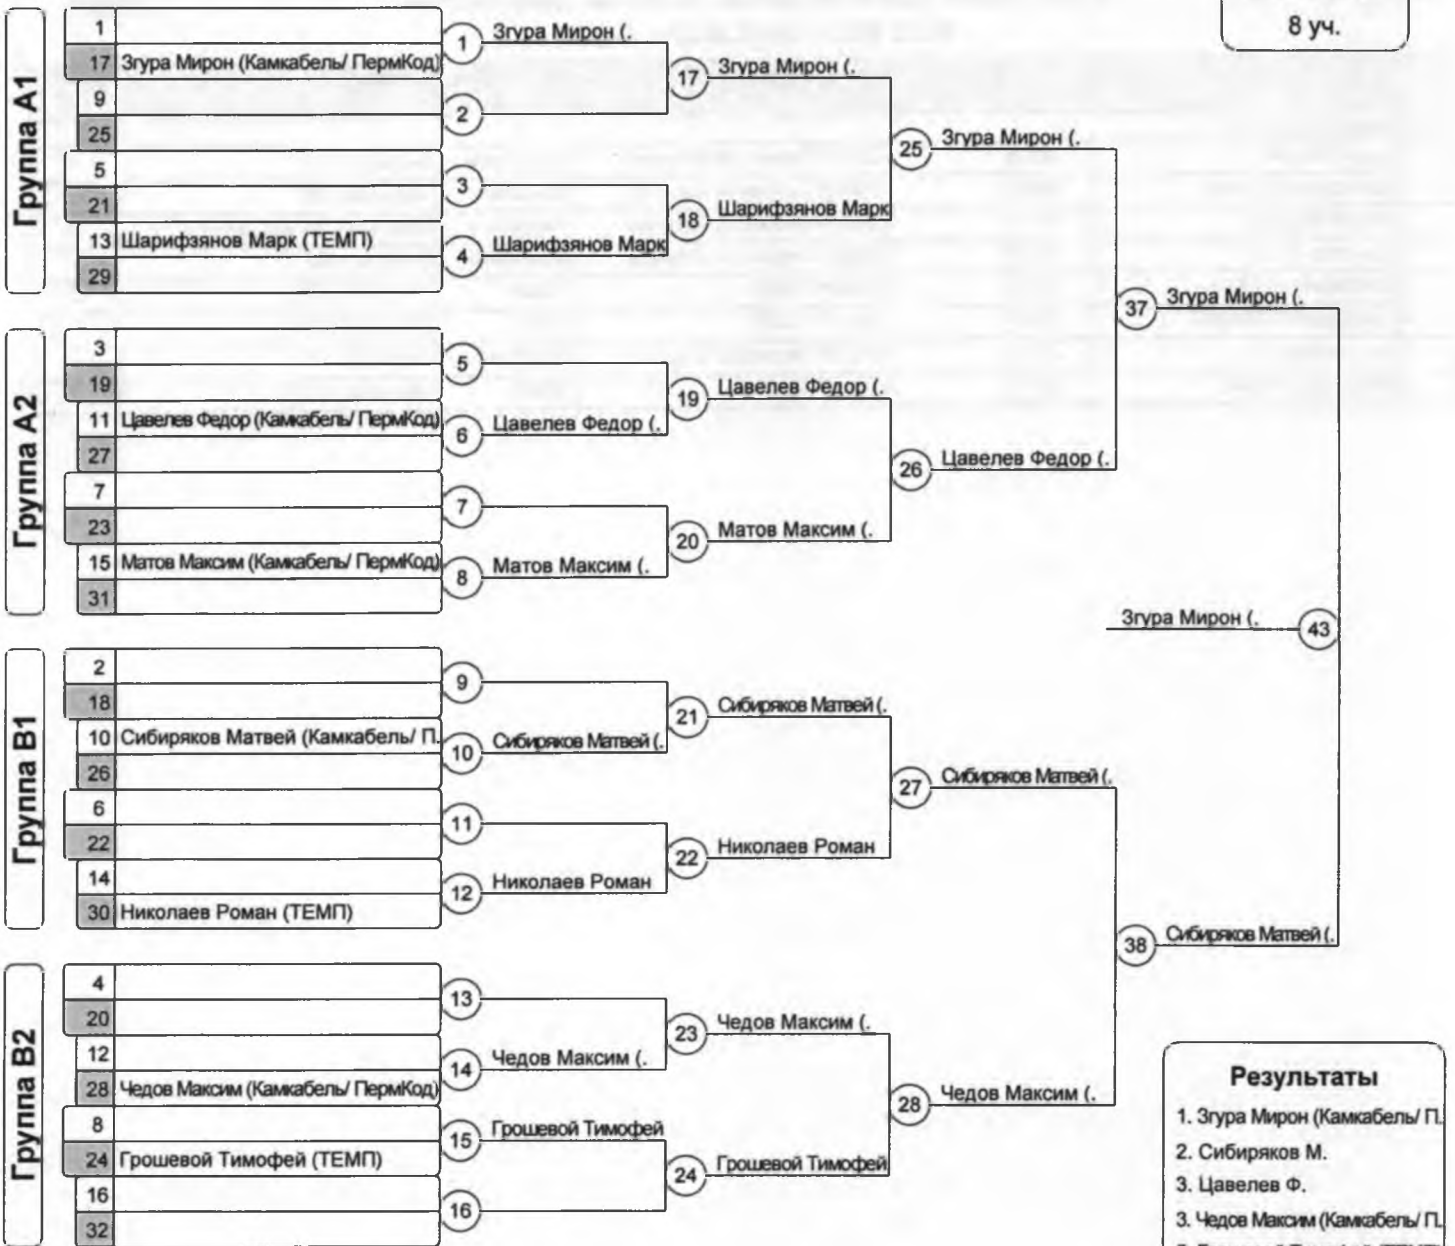 8 уч.
Группа A1
1
17 Згура Мирон (Камкабель/ ПермКод)
9
25
5
21
13 Шарифзянов Марк (ТЕМП)
29
1 Згура Мирон (.
2
3
4 Шарифзянов Марк
17 Згура Мирон (.
18 Шарифзянов Марк
25 Згура Мирон (.
Группа A2
3
19
11 Цавелев Федор (Камкабель/ ПермКод)
27
7
23
15 Матов Максим (Камкабель/ ПермКод)
31
5
6 Цавелев Федор (.
7
8 Матов Максим (.
19 Цавелев Федор (.
20 Матов Максим (.
26 Цавелев Федор (.
37 Згура Мирон (.
Згура Мирон (. 43
Группа B1
2
18
10 Сибиряков Матвей (Камкабель/ П.
26
6
22
14
30 Николаев Роман (ТЕМП)
9
10 Сибиряков Матвей (.
11
12 Николаев Роман
21 Сибиряков Матвей (.
22 Николаев Роман
27 Сибиряков Матвей (.
38 Сибиряков Матвей (.
Группа B2
4
20
12
28 Чедов Максим (Камкабель/ ПермКод)
8
24 Грошевой Тимофей (ТЕМП)
16
32
13
14 Чедов Максим (.
15 Грошевой Тимофей
16
23 Чедов Максим (.
24 Грошевой Тимофей
28 Чедов Максим (.
Результаты
1. Згура Мирон (Камкабель/ П.
2. Сибиряков М.
3. Цавелев Ф.
3. Чедов Максим (Камкабель/ П.